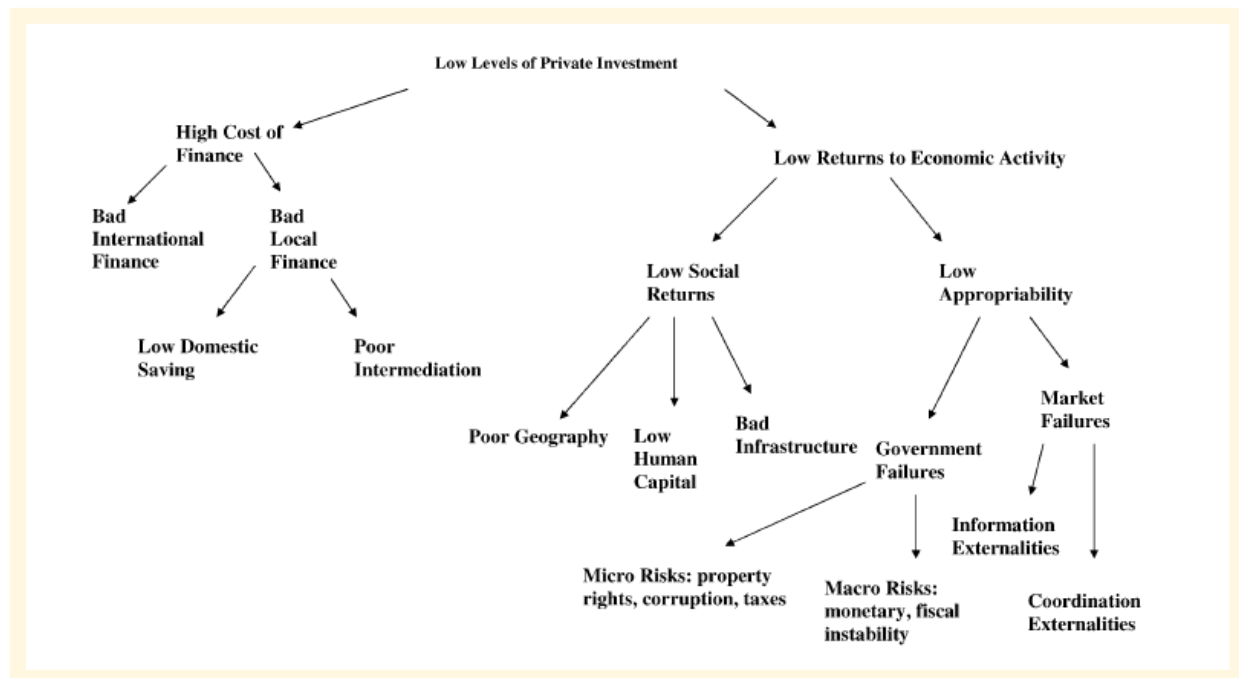 Low Levels of Private Investment
High Cost of
Finance
Low Returns to Economic Activity
Bad
International
Finance
Bad
Local
Finance
Low Social
Returns
Low
Appropriability
Low Domestic
Saving
Poor
Intermediation
Poor Geography
Low
Human
Capital
Bad
Infrastructure
Government
Failures
Market
Failures
Micro Risks: property
rights, corruption, taxes
Macro Risks:
monetary, fiscal
instability
Information
Externalities
Coordination
Externalities